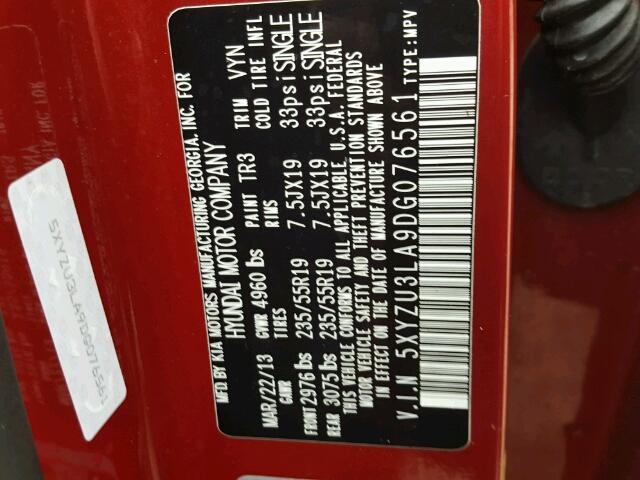 MFD BY KIA MOTORS MANUFACTURING GEORGIA, INC. FOR
HYUNDAI MOTOR COMPANY
MAR/22/13 GVWR 4960 lbs PAINT TR3 TRIM VYN
GAWR TIRES COLD TIRE INFL
FRONT 2976 lbs 235/55R19 7.5JX19 33psi SINGLE
REAR 3075 lbs 235/55R19 7.5JX19 33psi SINGLE
THIS VEHICLE CONFORMS TO ALL APPLICABLE U.S.A. FEDERAL
MOTOR VEHICLE SAFETY AND THEFT PREVENTION STANDARDS
IN EFFECT ON THE DATE OF MANUFACTURE SHOWN ABOVE
V.I.N 5XYZU3LA9DG076561 TYPE: MPV